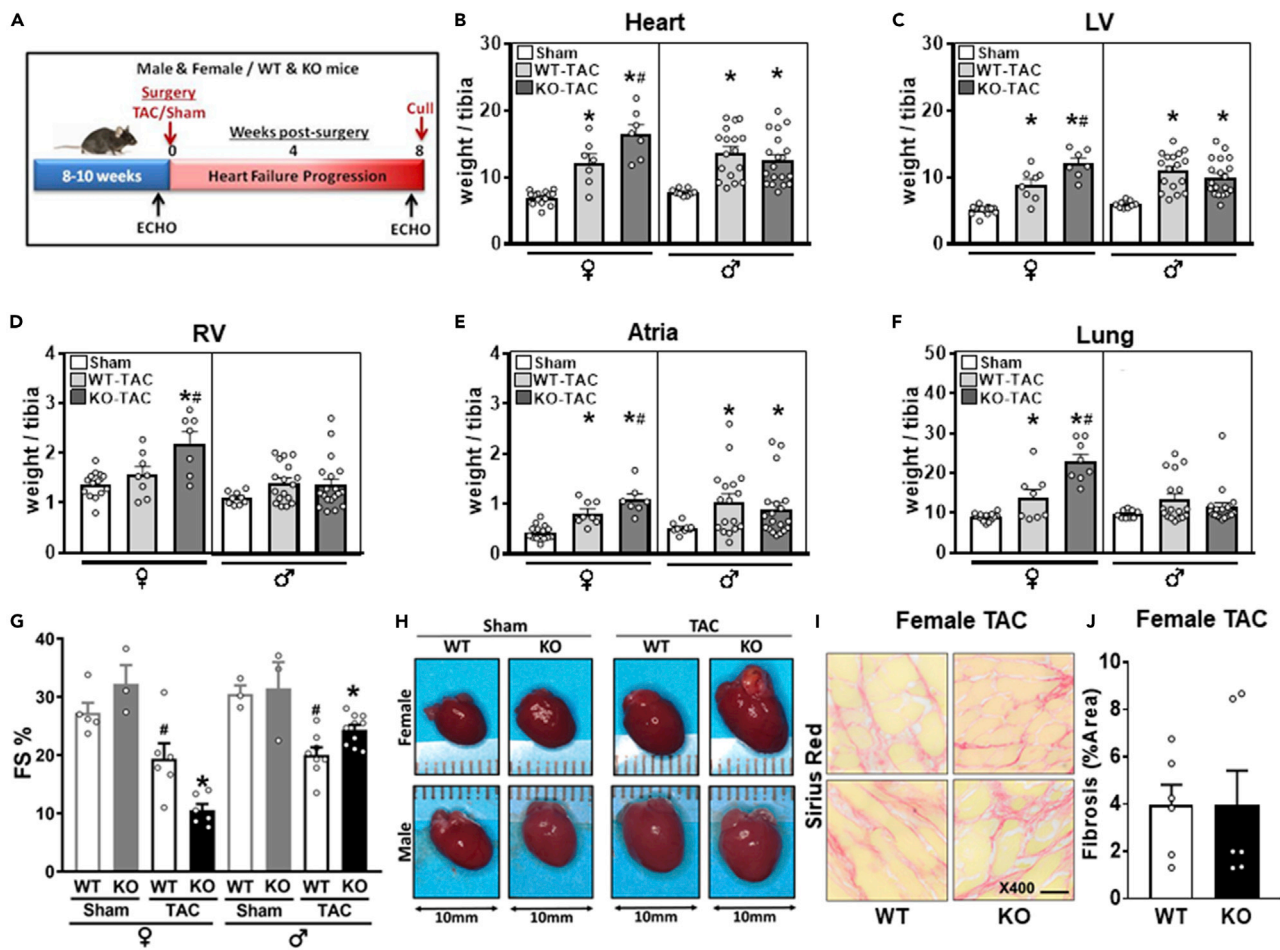 A
Male & Female / WT & KO mice
Surgery
TAC/Sham
Cull
Weeks post-surgery
0
4
8
8-10 weeks
Heart Failure Progression
ECHO
ECHO
B
Heart
30
20
10
0
weight / tibia
Sham
WT-TAC
KO-TAC
*
*#
*
*
♀
♂
C
LV
30
20
10
0
weight / tibia
Sham
WT-TAC
KO-TAC
*
*#
*
*
♀
♂
D
RV
4
3
2
1
0
weight / tibia
Sham
WT-TAC
KO-TAC
*#
♀
♂
E
Atria
4
3
2
1
0
weight / tibia
Sham
WT-TAC
KO-TAC
*
*#
*
*
♀
♂
F
Lung
50
40
30
20
10
0
weight / tibia
Sham
WT-TAC
KO-TAC
*
*#
♀
♂
G
40
30
20
10
0
FS %
#
*
#
*
WT KO WT KO WT KO WT KO
Sham TAC Sham TAC
♀
♂
H
Sham TAC
WT KO WT KO
Female
Male
10mm 10mm 10mm 10mm
I
Female TAC
Sirius Red
X400
WT KO
J
Female TAC
10
8
6
4
2
0
Fibrosis (%Area)
WT KO